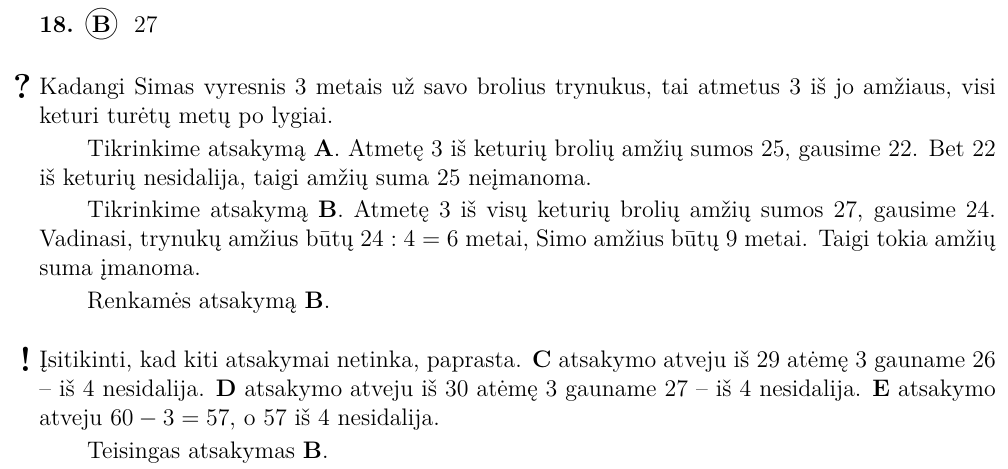 18. B 27
? Kadangi Simas vyresnis 3 metais už savo brolius trynukus, tai atmetus 3 iš jo amžiaus, visi
keturi turėtų metų po lygiai.
Tikrinkime atsakymą A. Atmetę 3 iš keturių brolių amžių sumos 25, gausime 22. Bet 22
iš keturių nesidalija, taigi amžių suma 25 neįmanoma.
Tikrinkime atsakymą B. Atmetę 3 iš visų keturių brolių amžių sumos 27, gausime 24.
Vadinasi, trynukų amžius būtų 24 : 4 = 6 metai, Simo amžius būtų 9 metai. Taigi tokia amžių
suma įmanoma.
Renkamės atsakymą B.
! Įsitikinti, kad kiti atsakymai netinka, paprasta. C atsakymo atveju iš 29 atėmę 3 gauname 26
– iš 4 nesidalija. D atsakymo atveju iš 30 atėmę 3 gauname 27 – iš 4 nesidalija. E atsakymo
atveju 60 − 3 = 57, o 57 iš 4 nesidalija.
Teisingas atsakymas B.